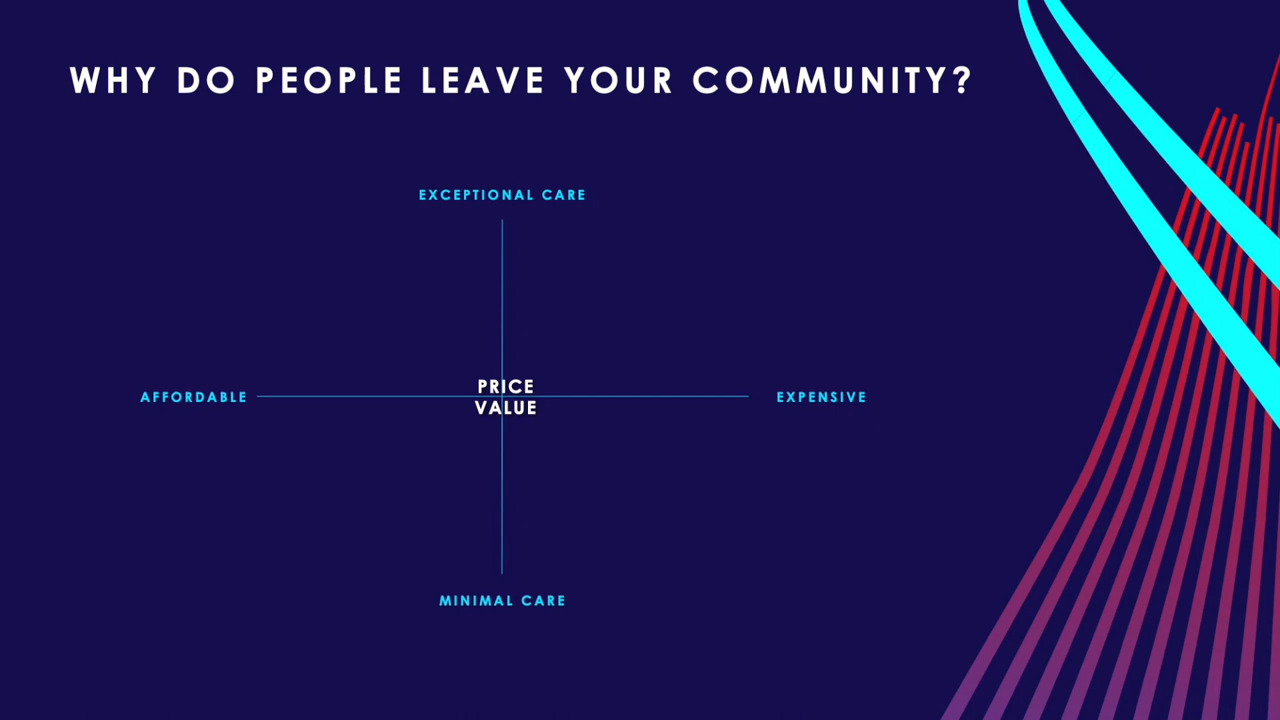 WHY DO PEOPLE LEAVE YOUR COMMUNITY?
EXCEPTIONAL CARE
AFFORDABLE
PRICE
VALUE
EXPENSIVE
MINIMAL CARE